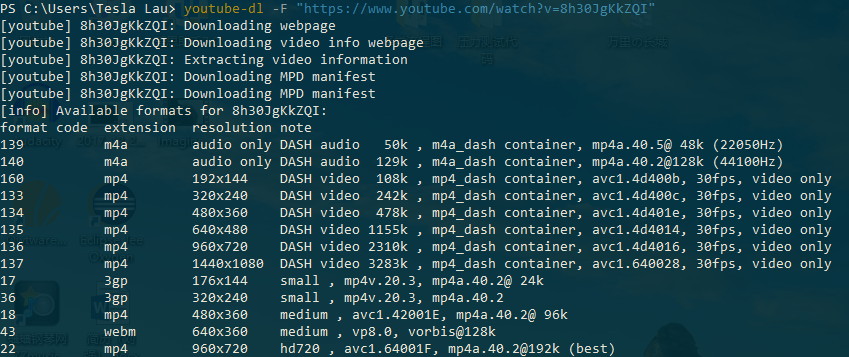 PS C:\Users\Tesla Lau> youtube-dl -F "https://www.youtube.com/watch?v=8h30JgKkZQI"
[youtube] 8h30JgKkZQI: Downloading webpage
[youtube] 8h30JgKkZQI: Downloading video info webpage
[youtube] 8h30JgKkZQI: Extracting video information
[youtube] 8h30JgKkZQI: Downloading MPD manifest
[youtube] 8h30JgKkZQI: Downloading MPD manifest
[info] Available formats for 8h30JgKkZQI:
format code  extension  resolution note
139          m4a        audio only DASH audio   50k , m4a_dash container, mp4a.40.5@ 48k (22050Hz)
140          m4a        audio only DASH audio  129k , m4a_dash container, mp4a.40.2@128k (44100Hz)
160          mp4        192x144    DASH video  108k , mp4_dash container, avc1.4d400b, 30fps, video only
133          mp4        320x240    DASH video  242k , mp4_dash container, avc1.4d400c, 30fps, video only
134          mp4        480x360    DASH video  478k , mp4_dash container, avc1.4d401e, 30fps, video only
135          mp4        640x480    DASH video 1155k , mp4_dash container, avc1.4d4014, 30fps, video only
136          mp4        960x720    DASH video 2310k , mp4_dash container, avc1.4d4016, 30fps, video only
137          mp4        1440x1080  DASH video 3283k , mp4_dash container, avc1.640028, 30fps, video only
17           3gp        176x144    small , mp4v.20.3, mp4a.40.2@ 24k
36           3gp        320x240    small , mp4v.20.3, mp4a.40.2
18           mp4        480x360    medium , avc1.42001E, mp4a.40.2@ 96k
43           webm       640x360    medium , vp8.0, vorbis@128k
22           mp4        960x720    hd720 , avc1.64001F, mp4a.40.2@192k (best)